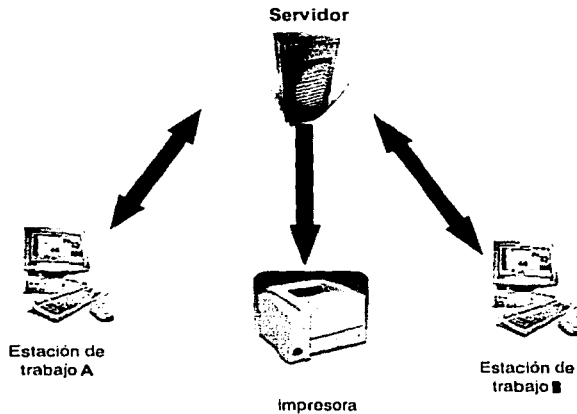 Servidor
Estación de
trabajo A
Impresora
Estación de
trabajo B